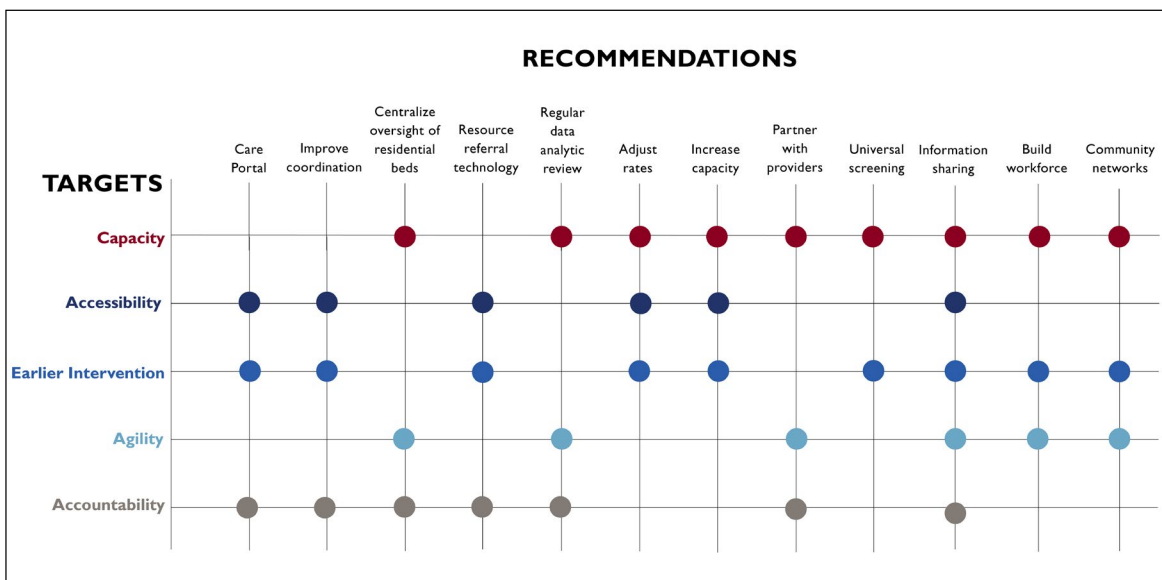 RECOMMENDATIONS
Care
Portal
Improve
coordination
Centralize
oversight of
residential
beds
Resource
referral
technology
Regular
data
analytic
review
Adjust
rates
Increase
capacity
Partner
with
providers
Universal
screening
Information
sharing
Build
workforce
Community
networks
TARGETS
Capacity
Accessibility
Earlier Intervention
Agility
Accountability